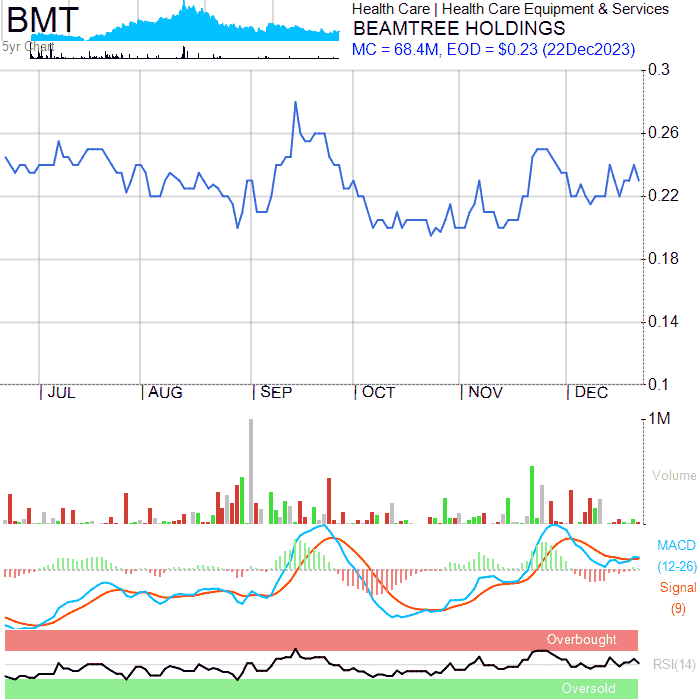 BMT
5yr Chart
Health Care | Health Care Equipment & Services
BEAMTREE HOLDINGS
MC = 68.4M, EOD = $0.23 (22Dec2023)
0.3
0.26
0.22
0.18
0.14
0.1
JUL AUG SEP OCT NOV DEC
1M
Volume
MACD
(12-26)
Signal
(9)
Overbought
RSI(14)
Oversold